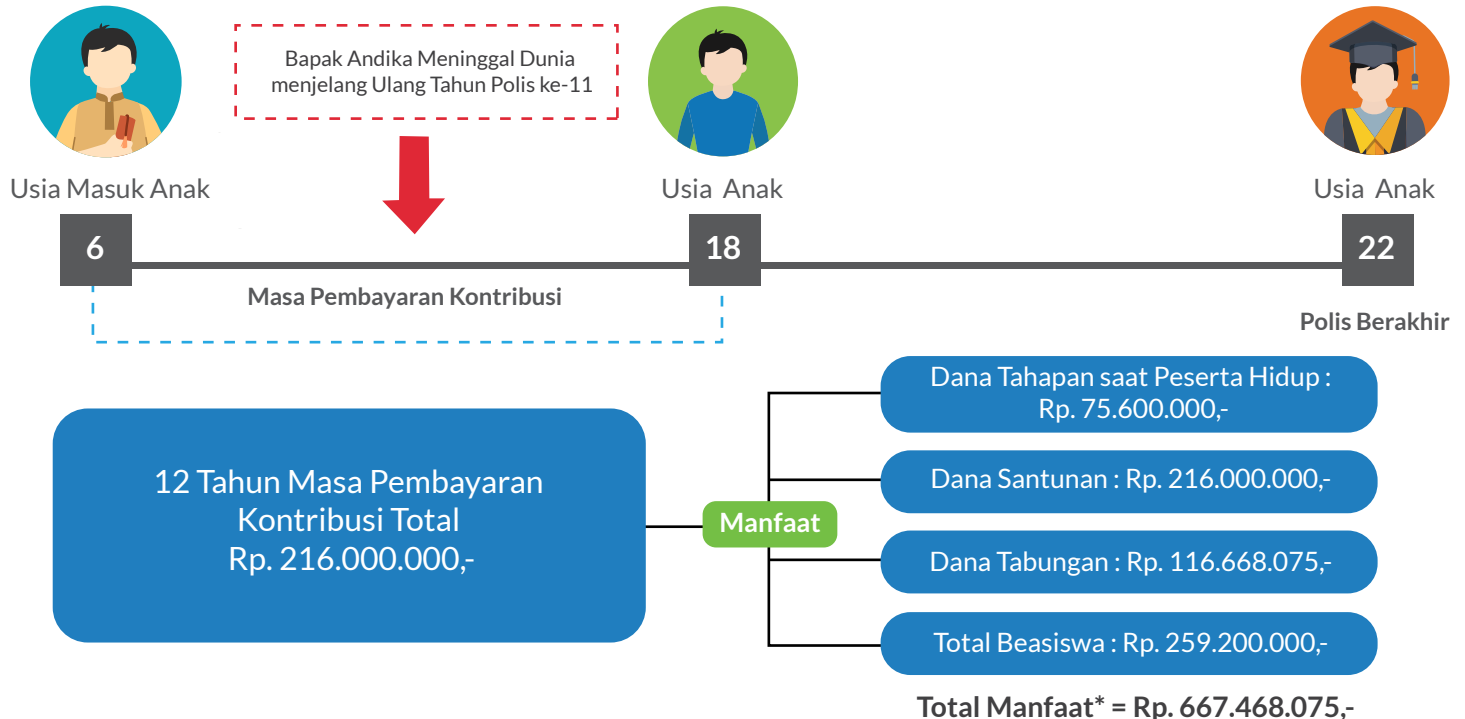 Bapak Andika Meninggal Dunia
menjelang Ulang Tahun Polis ke-11
Usia Masuk Anak
Usia Anak
Usia Anak
6
18
22
Masa Pembayaran Kontribusi
Polis Berakhir
12 Tahun Masa Pembayaran
Kontribusi Total
Rp. 216.000.000,-
Manfaat
Dana Tahapan saat Peserta Hidup :
Rp. 75.600.000,-
Dana Santunan : Rp. 216.000.000,-
Dana Tabungan : Rp. 116.668.075,-
Total Beasiswa : Rp. 259.200.000,-
Total Manfaat* = Rp. 667.468.075,-